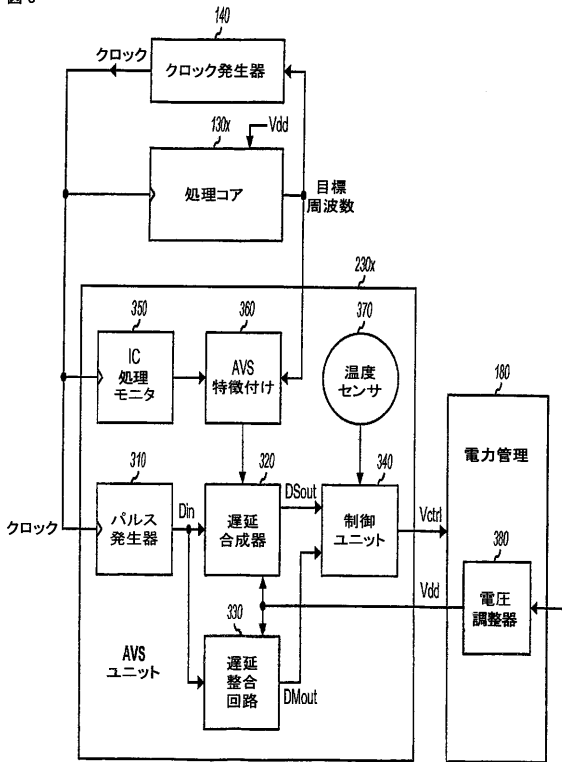 140
クロック
クロック発生器
130x
Vdd
処理コア
目標
周波数
230x
350
360
370
IC
処理
モニタ
AVS
特徴付け
温度
センサ
180
電力管理
310
320
340
Din
DSout
クロック
パルス
発生器
遅延
合成器
制御
ユニット
Vctrl
380
Vdd
電圧
調整器
330
AVS
ユニット
遅延
整合
回路
DMout